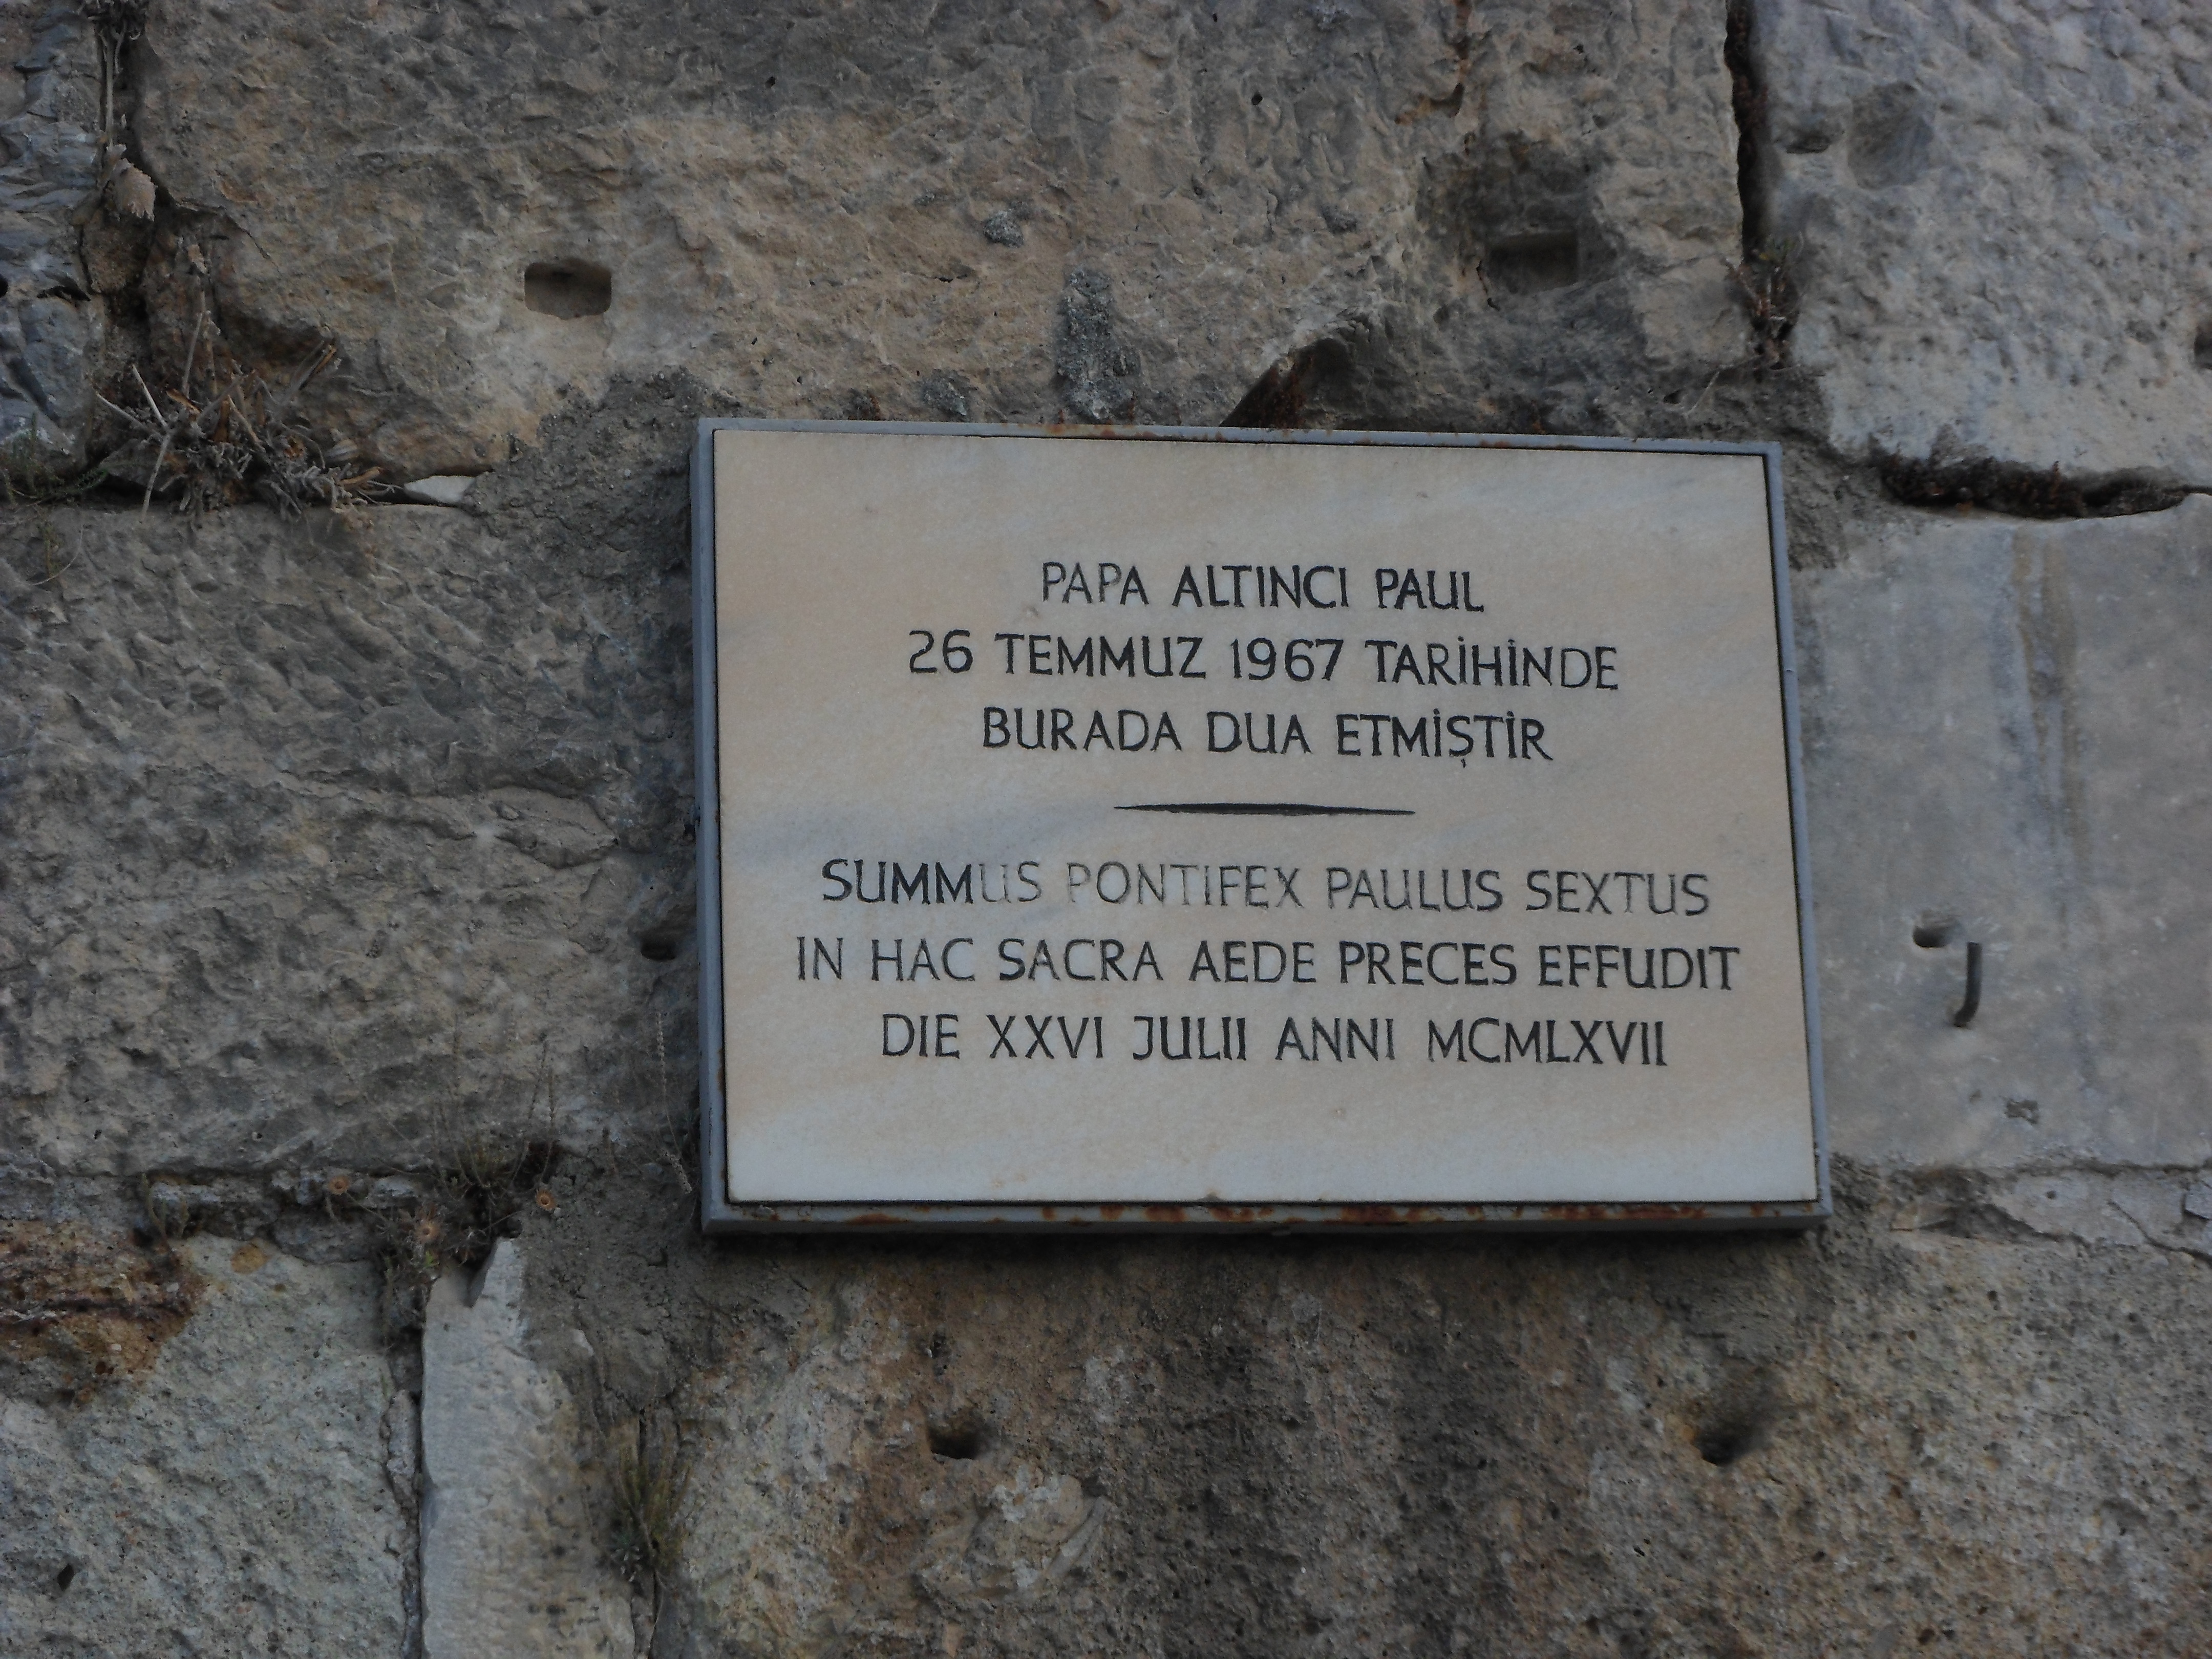 PAPA ALTINCI PAUL
26 TEMMUZ 1967 TARİHİNDE
BURADA DUA ETMİŞTİR
SUMMUS PONTIFEX PAULUS SEXTUS
IN HAC SACRA AEDE PRECES EFFUDIT
DIE XXVI JULII ANNI MCMLXVII